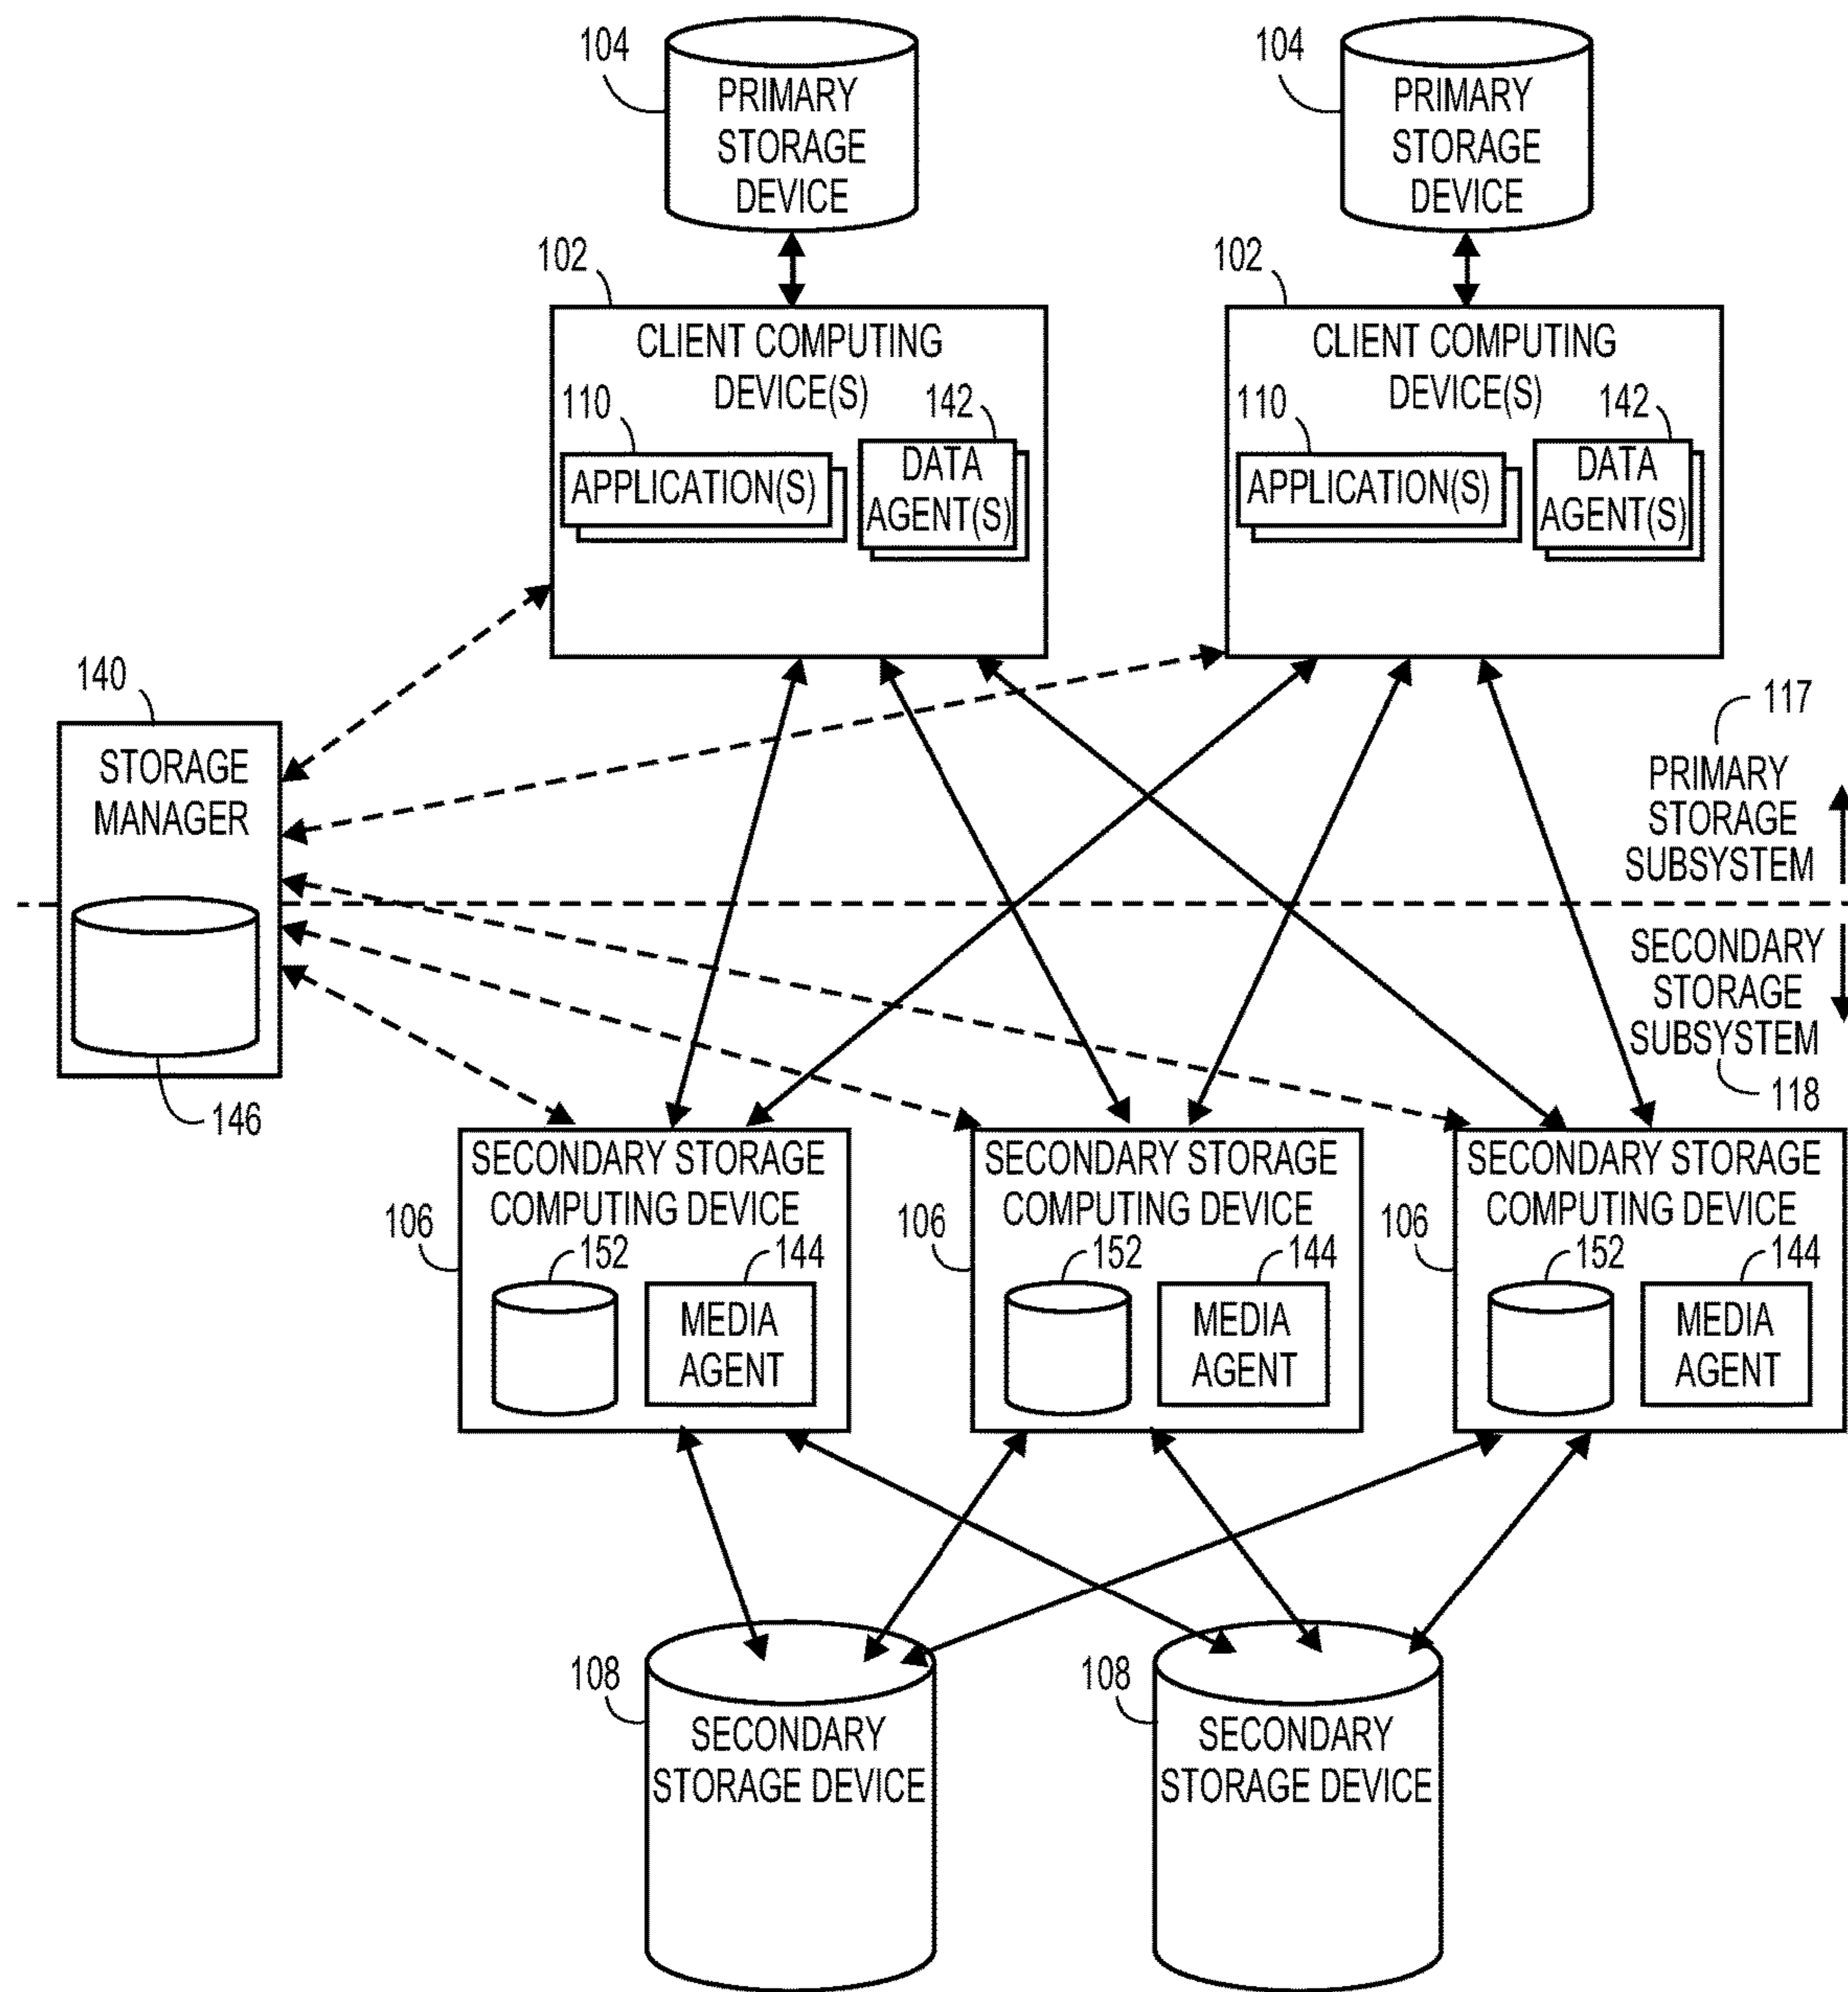 104
PRIMARY
STORAGE
DEVICE
104
PRIMARY
STORAGE
DEVICE
102
CLIENT COMPUTING
DEVICE(S)
110
APPLICATION(S)
142
DATA
AGENT(S)
102
CLIENT COMPUTING
DEVICE(S)
110
APPLICATION(S)
142
DATA
AGENT(S)
140
STORAGE
MANAGER
146
117
PRIMARY
STORAGE
SUBSYSTEM
SECONDARY
STORAGE
SUBSYSTEM
118
106
SECONDARY STORAGE
COMPUTING DEVICE
152
144
MEDIA
AGENT
106
SECONDARY STORAGE
COMPUTING DEVICE
152
144
MEDIA
AGENT
106
SECONDARY STORAGE
COMPUTING DEVICE
152
144
MEDIA
AGENT
108
SECONDARY
STORAGE DEVICE
108
SECONDARY
STORAGE DEVICE